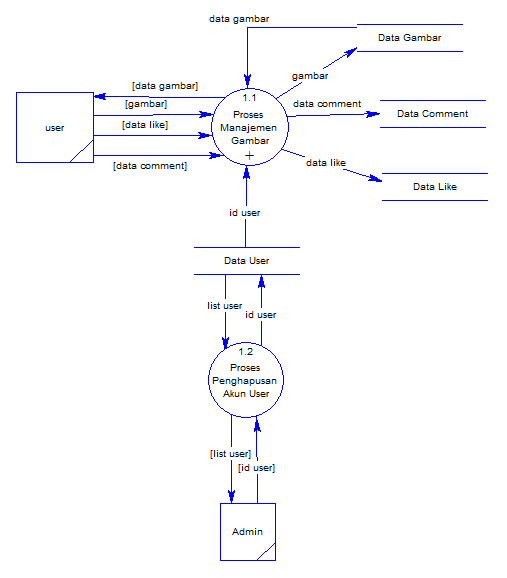 data gambar
Data Gambar
gambar
[data gambar]
1.1
Proses
Manajemen
Gambar
+
data comment
Data Comment
[gambar]
user
[data like]
[data comment]
data like
Data Like
id user
Data User
list user
id user
1.2
Proses
Penghapusan
Akun User
[list user]
[id user]
Admin